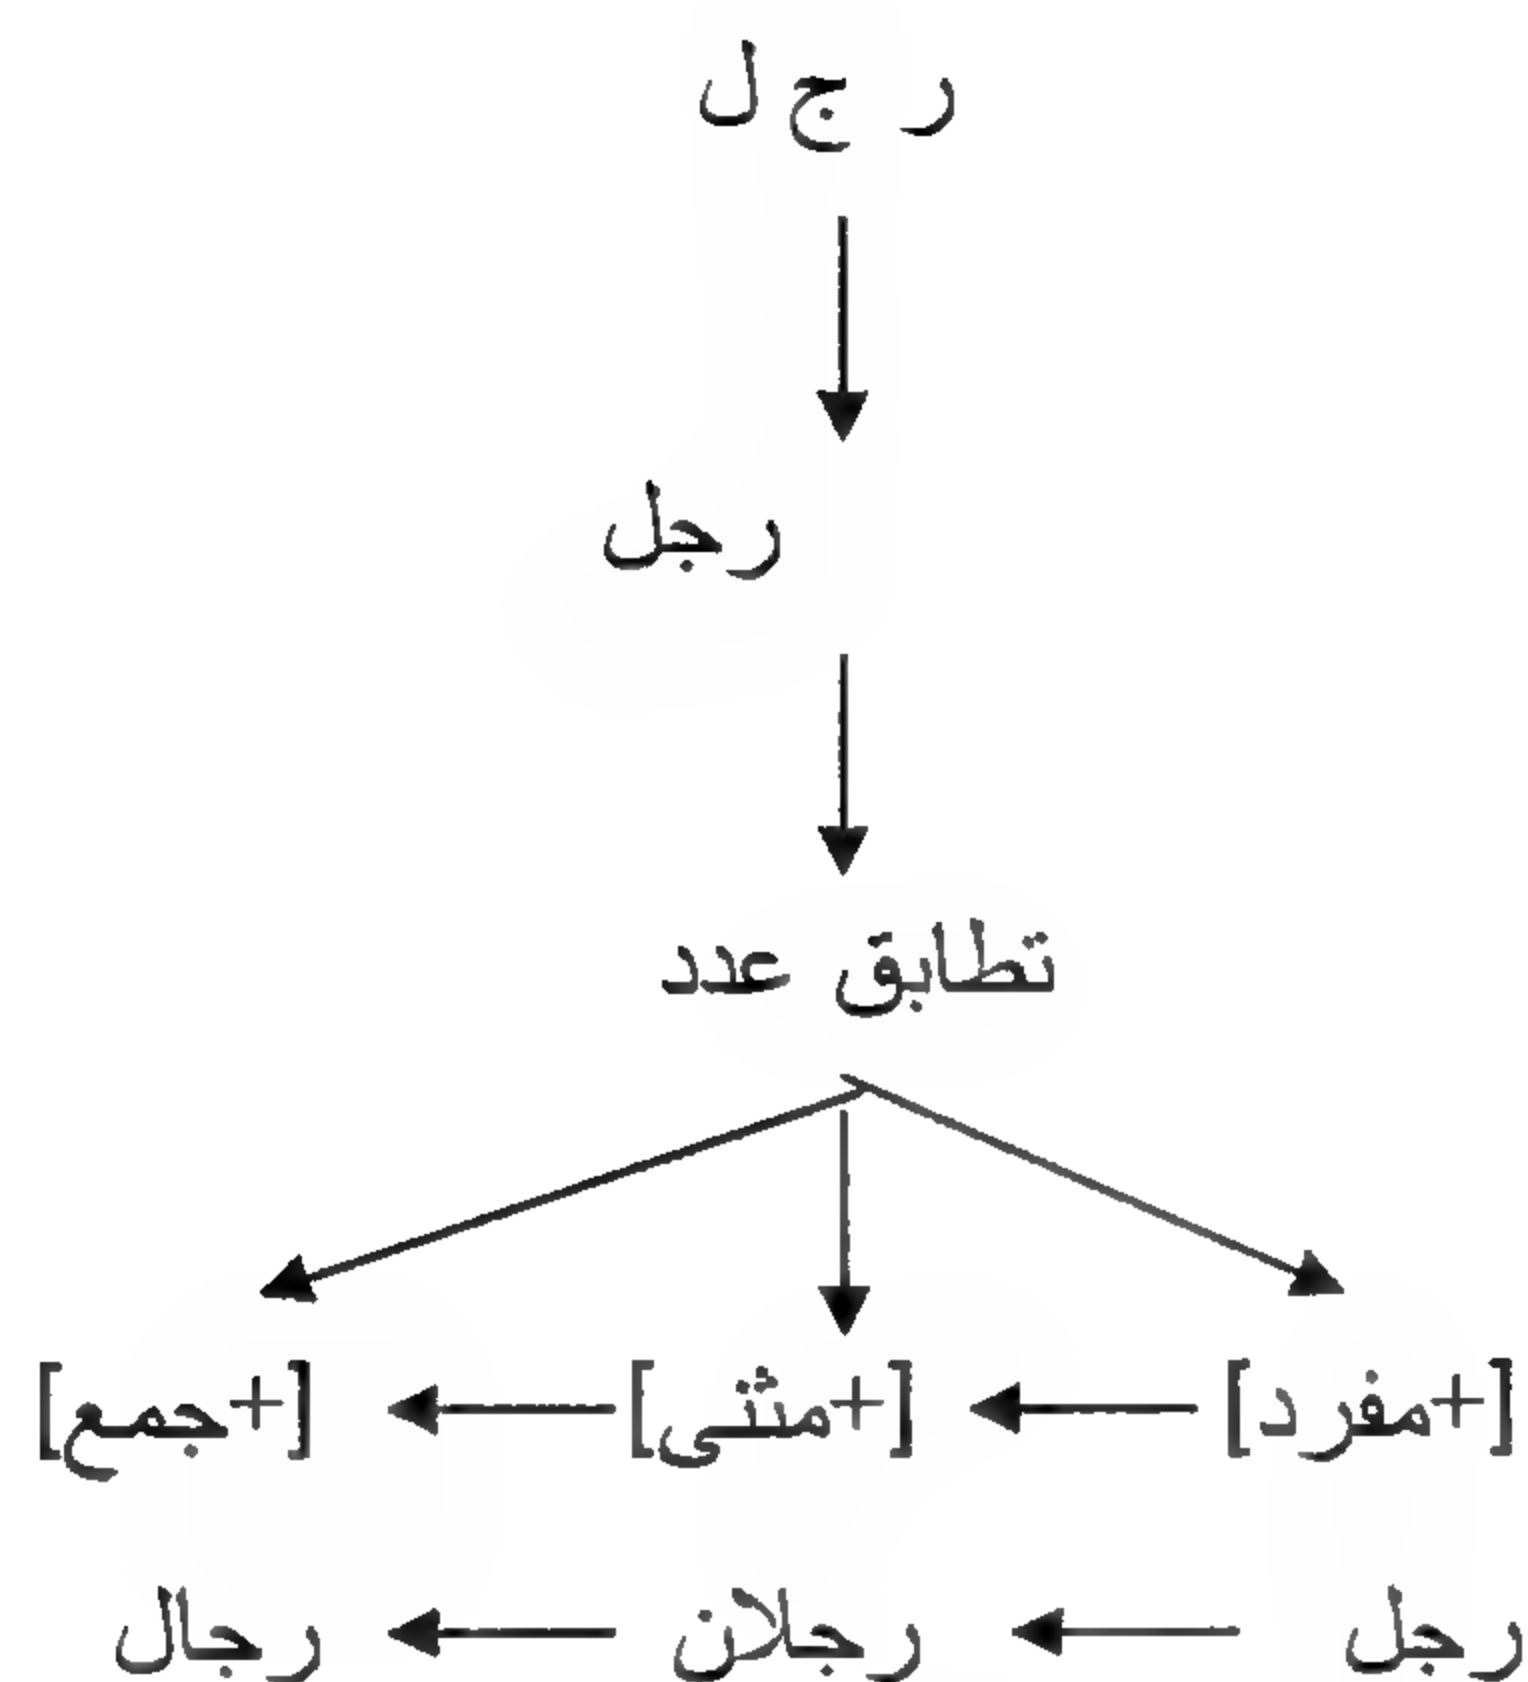 ر ج ل
رجل
تطابق عدد
[+مفرد] [+مثنى] [+جمع]
رجل رجلان رجال